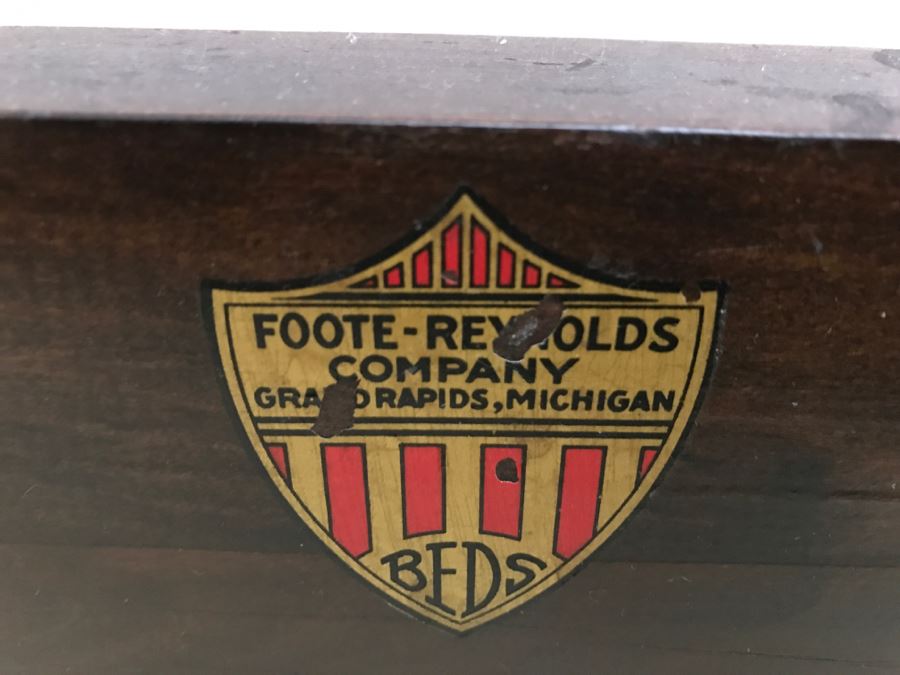 FOOTE-REYNOLDS
COMPANY
GRAND RAPIDS, MICHIGAN
BEDS